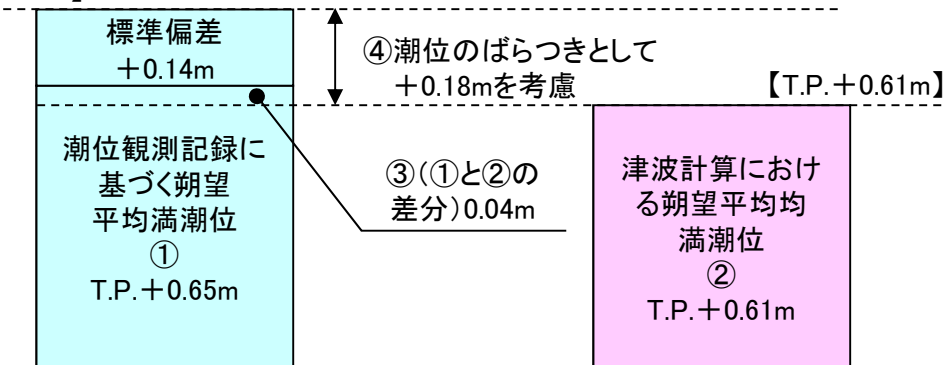 標準偏差
＋0.14m
④潮位のばらつきとして
＋0.18mを考慮
【T.P.＋0.61m】
潮位観測記録に
基づく朔望
平均満潮位
①
T.P.＋0.65m
③(①と②の
差分)0.04m
津波計算におけ
る朔望平均均
満潮位
②
T.P.＋0.61m